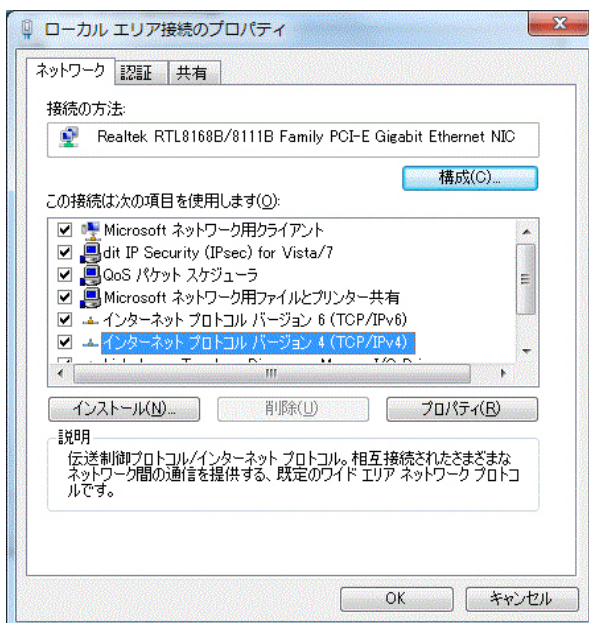 ローカル エリア接続のプロパティ
ネットワーク 認証 共有
接続の方法:
Realtek RTL8168B/8111B Family PCI-E Gigabit Ethernet NIC
構成(C)...
この接続は次の項目を使用します(O):
Microsoft ネットワーク用クライアント
dit IP Security (IPsec) for Vista/7
QoS パケット スケジューラ
Microsoft ネットワーク用ファイルとプリンター共有
インターネット プロトコル バージョン 6 (TCP/IPv6)
インターネット プロトコル バージョン 4 (TCP/IPv4)
インストール(N)... 削除(U) プロパティ(R)
説明
伝送制御プロトコル/インターネット プロトコル。相互接続されたさまざまな
ネットワーク間の通信を提供する、既定のワイド エリア ネットワーク プロトコ
ルです。
OK キャンセル